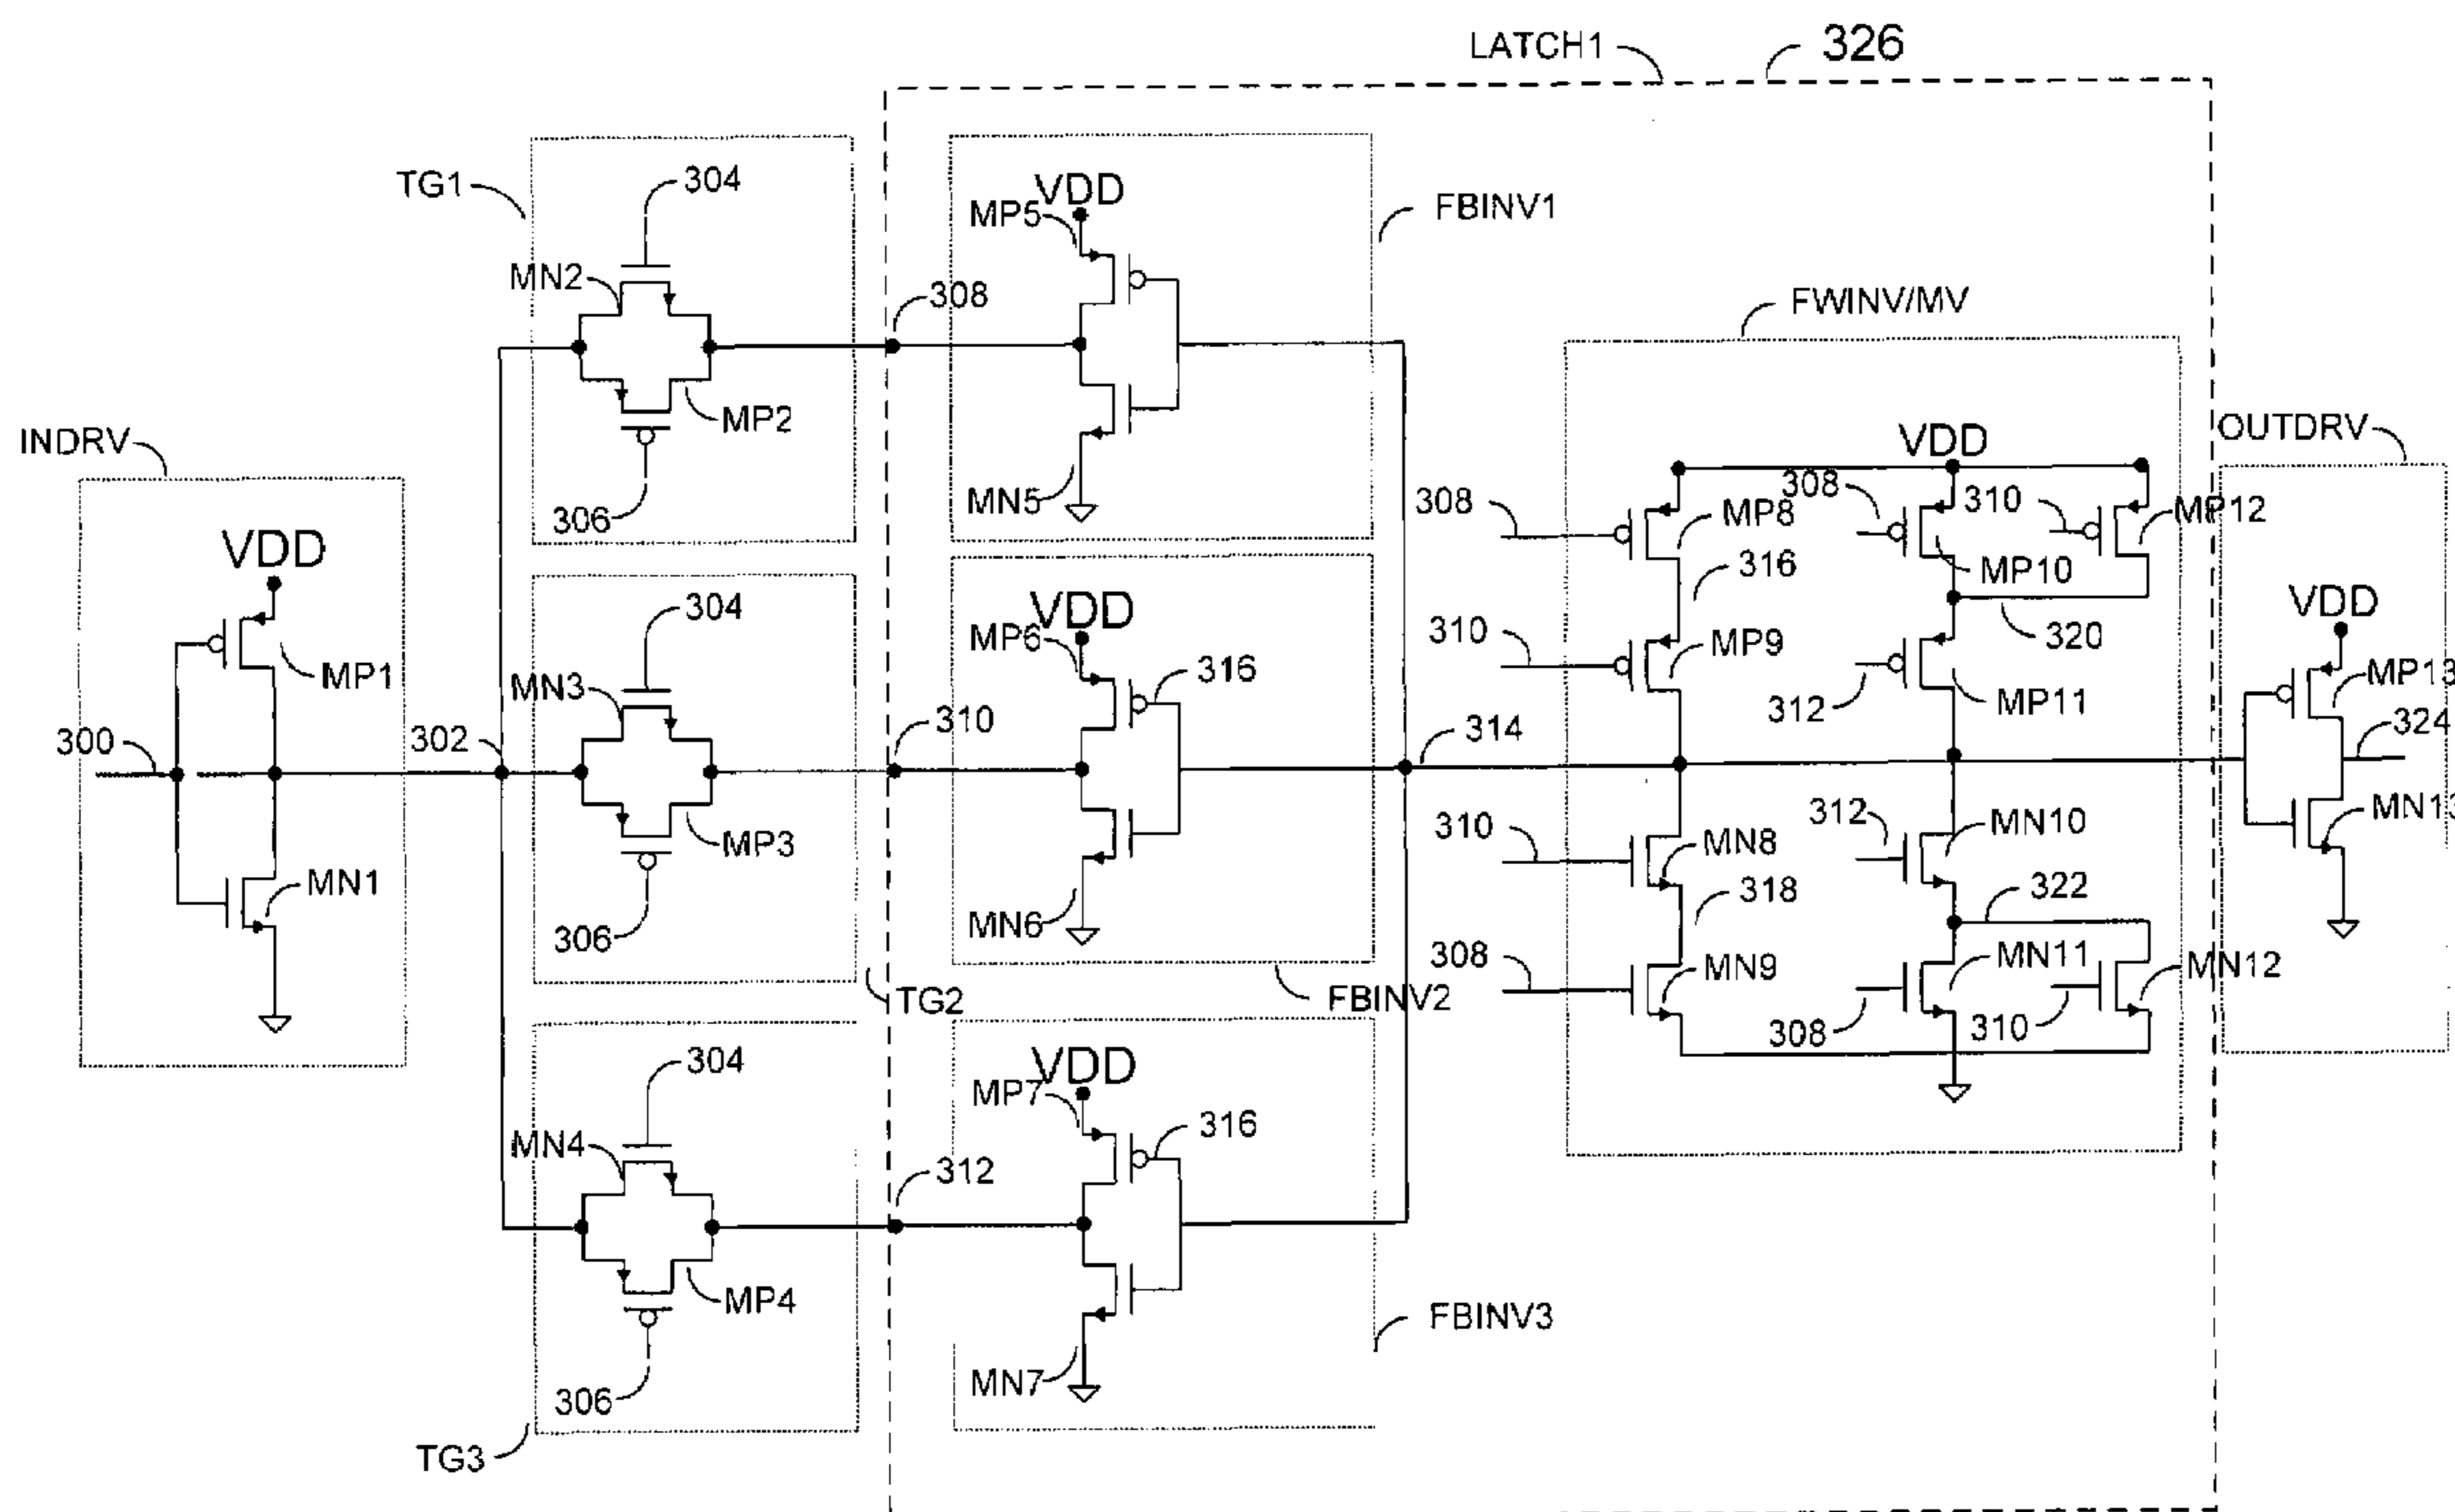 LATCH1
326
TG1
304
VDD
MP5
FBINV1
MN2
308
FWINV/MV
MP2
INDRV
306
MN5
308
VDD
308
310
MP8
MP12
OUTDRV
VDD
MP1
304
VDD
MP6
316
MN3
310
MP3
306
MN6
316
MP10
310
MP9
320
312
MP11
VDD
MP13
324
300
302
314
310
312
MN10
MN8
MN13
MN1
318
322
308
MN9
MN11
MN12
308
310
TG2
FBINV2
304
VDD
MP7
316
MN4
312
MP4
306
MN7
FBINV3
TG3